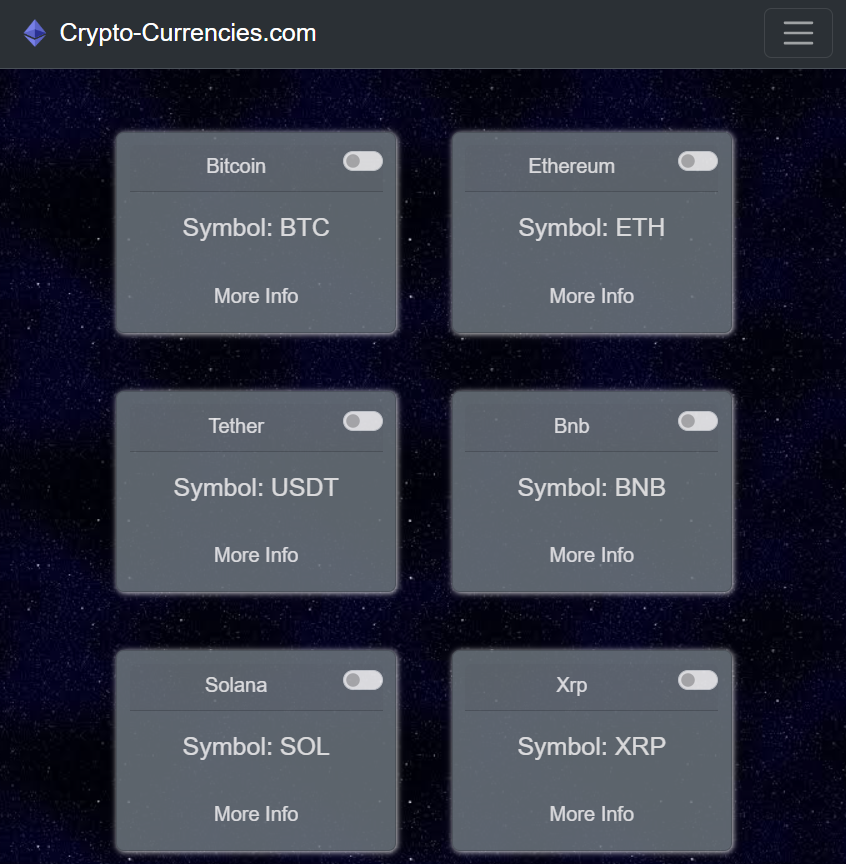 Crypto-Currencies.com
Bitcoin
Symbol: BTC
More Info
Ethereum
Symbol: ETH
More Info
Tether
Symbol: USDT
More Info
Bnb
Symbol: BNB
More Info
Solana
Symbol: SOL
More Info
Xrp
Symbol: XRP
More Info